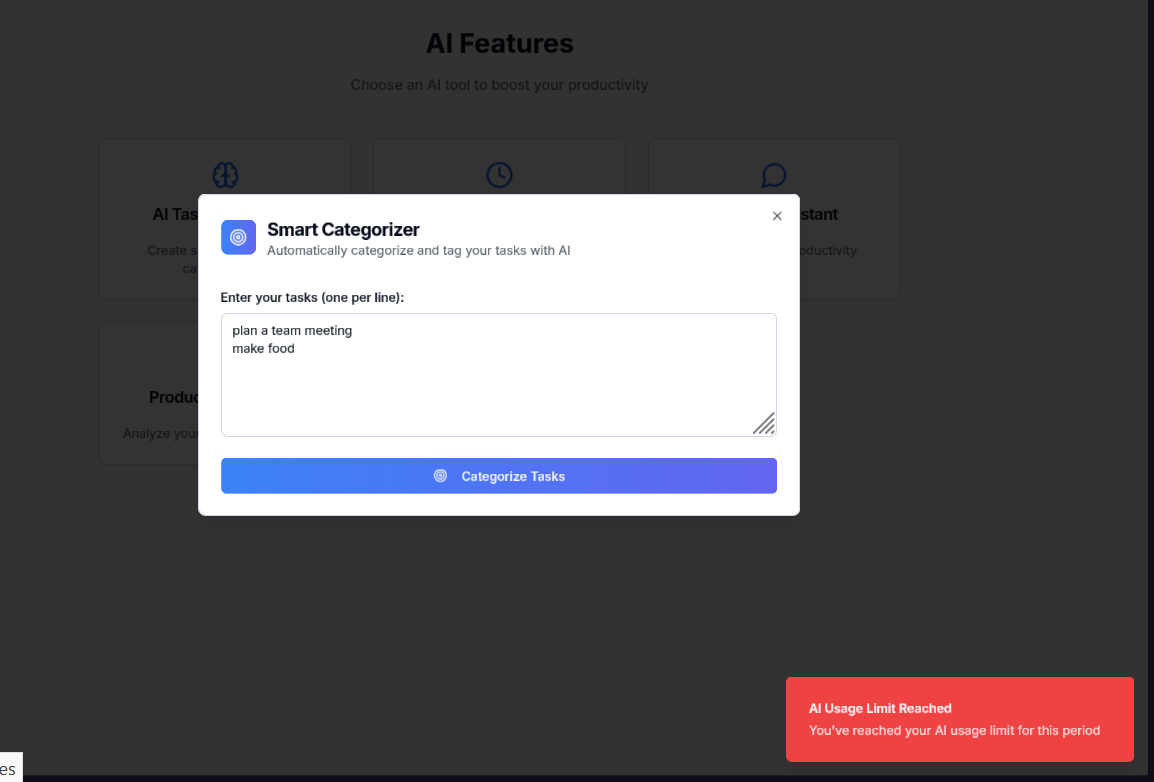 AI Features
Choose an AI tool to boost your productivity
AI Tas
stant
Create s
oductivity
ca
Smart Categorizer
Automatically categorize and tag your tasks with AI
Enter your tasks (one per line):
plan a team meeting
make food
Categorize Tasks
Produc
Analyze your
AI Usage Limit Reached
You've reached your AI usage limit for this period
es